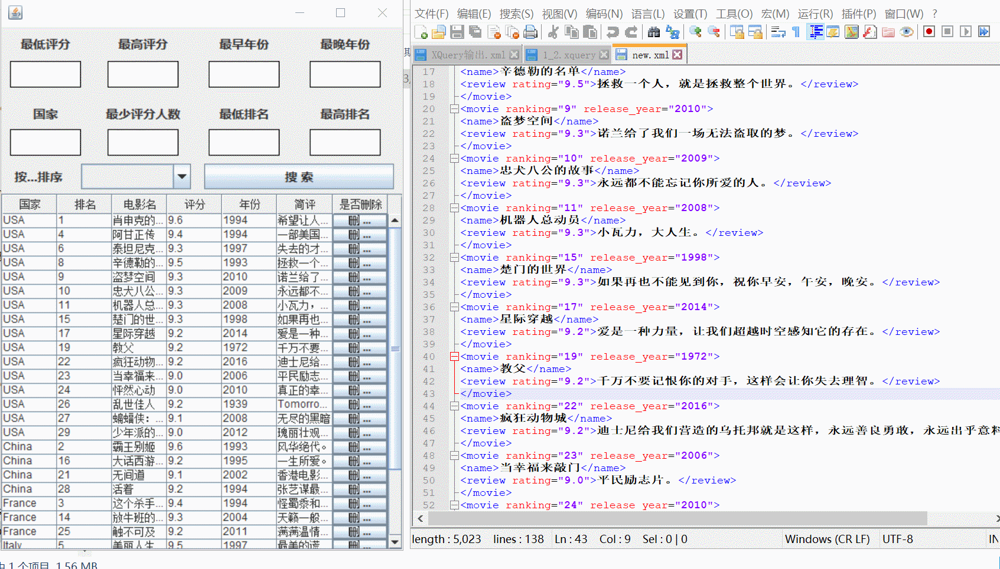 最低评分 最高评分 最早年份 最晚年份
国家 最少评分人数 最低排名 最高排名
按...排序 搜 索
国家 排名 电影名 评分 年份 简评 是否删除
USA 1 肖申克的... 9.6 1994 希望让人... 删 ...
USA 4 阿甘正传 9.4 1994 一部美国... 删 ...
USA 6 泰坦尼克... 9.3 1997 失去的才... 删 ...
USA 8 辛德勒的... 9.5 1993 拯救一个... 删 ...
USA 9 盗梦空间 9.3 2010 诺兰给了... 删 ...
USA 10 忠犬八公... 9.3 2009 永远都不... 删 ...
USA 11 机器人总... 9.3 2008 小瓦力，... 删 ...
USA 15 楚门的世... 9.3 1998 如果再也... 删 ...
USA 17 星际穿越 9.2 2014 爱是一种... 删 ...
USA 19 教父 9.2 1972 千万不要... 删 ...
USA 22 疯狂动物... 9.2 2016 迪士尼给... 删 ...
USA 23 当幸福来... 9.0 2006 平民励志... 删 ...
USA 24 怦然心动 9.0 2010 真正的幸... 删 ...
USA 26 乱世佳人 9.2 1939 Tomorro... 删 ...
USA 27 蝙蝠侠：... 9.1 2008 无尽的黑暗 删 ...
USA 29 少年派的... 9.0 2012 瑰丽壮观... 删 ...
China 2 霸王别姬 9.6 1993 风华绝代。 删 ...
China 16 大话西游... 9.2 1995 一生所爱。 删 ...
China 21 无间道 9.1 2002 香港电影... 删 ...
China 28 活着 9.2 1994 张艺谋最... 删 ...
France 3 这个杀手... 9.4 1994 怪蜀黍和... 删 ...
France 14 放牛班的... 9.3 2004 天籁一般... 删 ...
France 25 触不可及 9.2 2011 满满温情... 删 ...
Italy 5 美丽人生 9.5 1997 最美的谎... 删 ...
1 个项目 1.56 MB
文件(F) 编辑(E) 搜索(S) 视图(V) 编码(N) 语言(L) 设置(T) 工具(O) 宏(M) 运行(R) 插件(P) 窗口(W) ?
XQuery输出.xml 1_2.xquery new.xml
17 <name>辛德勒的名单</name>
18 <review rating="9.5">拯救一个人，就是拯救整个世界。</review>
19 </movie>
20 <movie ranking="9" release_year="2010">
21 <name>盗梦空间</name>
22 <review rating="9.3">诺兰给了我们一场无法盗取的梦。</review>
23 </movie>
24 <movie ranking="10" release_year="2009">
25 <name>忠犬八公的故事</name>
26 <review rating="9.3">永远都不能忘记你所爱的人。</review>
27 </movie>
28 <movie ranking="11" release_year="2008">
29 <name>机器人总动员</name>
30 <review rating="9.3">小瓦力，大人生。</review>
31 </movie>
32 <movie ranking="15" release_year="1998">
33 <name>楚门的世界</name>
34 <review rating="9.3">如果再也不能见到你，祝你早安，午安，晚安。</review>
35 </movie>
36 <movie ranking="17" release_year="2014">
37 <name>星际穿越</name>
38 <review rating="9.2">爱是一种力量，让我们超越时空感知它的存在。</review>
39 </movie>
40 <movie ranking="19" release_year="1972">
41 <name>教父</name>
42 <review rating="9.2">千万不要记恨你的对手，这样会让你失去理智。</review>
43 </movie>
44 <movie ranking="22" release_year="2016">
45 <name>疯狂动物城</name>
46 <review rating="9.2">迪士尼给我们营造的乌托邦就是这样，永远善良勇敢，永远出乎意料
47 </movie>
48 <movie ranking="23" release_year="2006">
49 <name>当幸福来敲门</name>
50 <review rating="9.0">平民励志片。</review>
51 </movie>
52 <movie ranking="24" release_year="2010">
length : 5,023 lines : 138 Ln : 43 Col : 9 Sel : 0 | 0 Windows (CR LF) UTF-8 IN